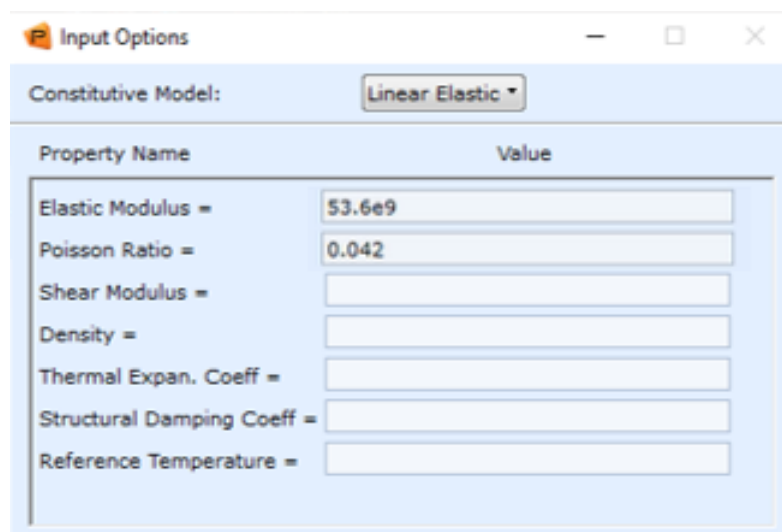 Input Options
Constitutive Model: Linear Elastic
Property Name Value
Elastic Modulus = 53.6e9
Poisson Ratio = 0.042
Shear Modulus =
Density =
Thermal Expan. Coeff =
Structural Damping Coeff =
Reference Temperature =